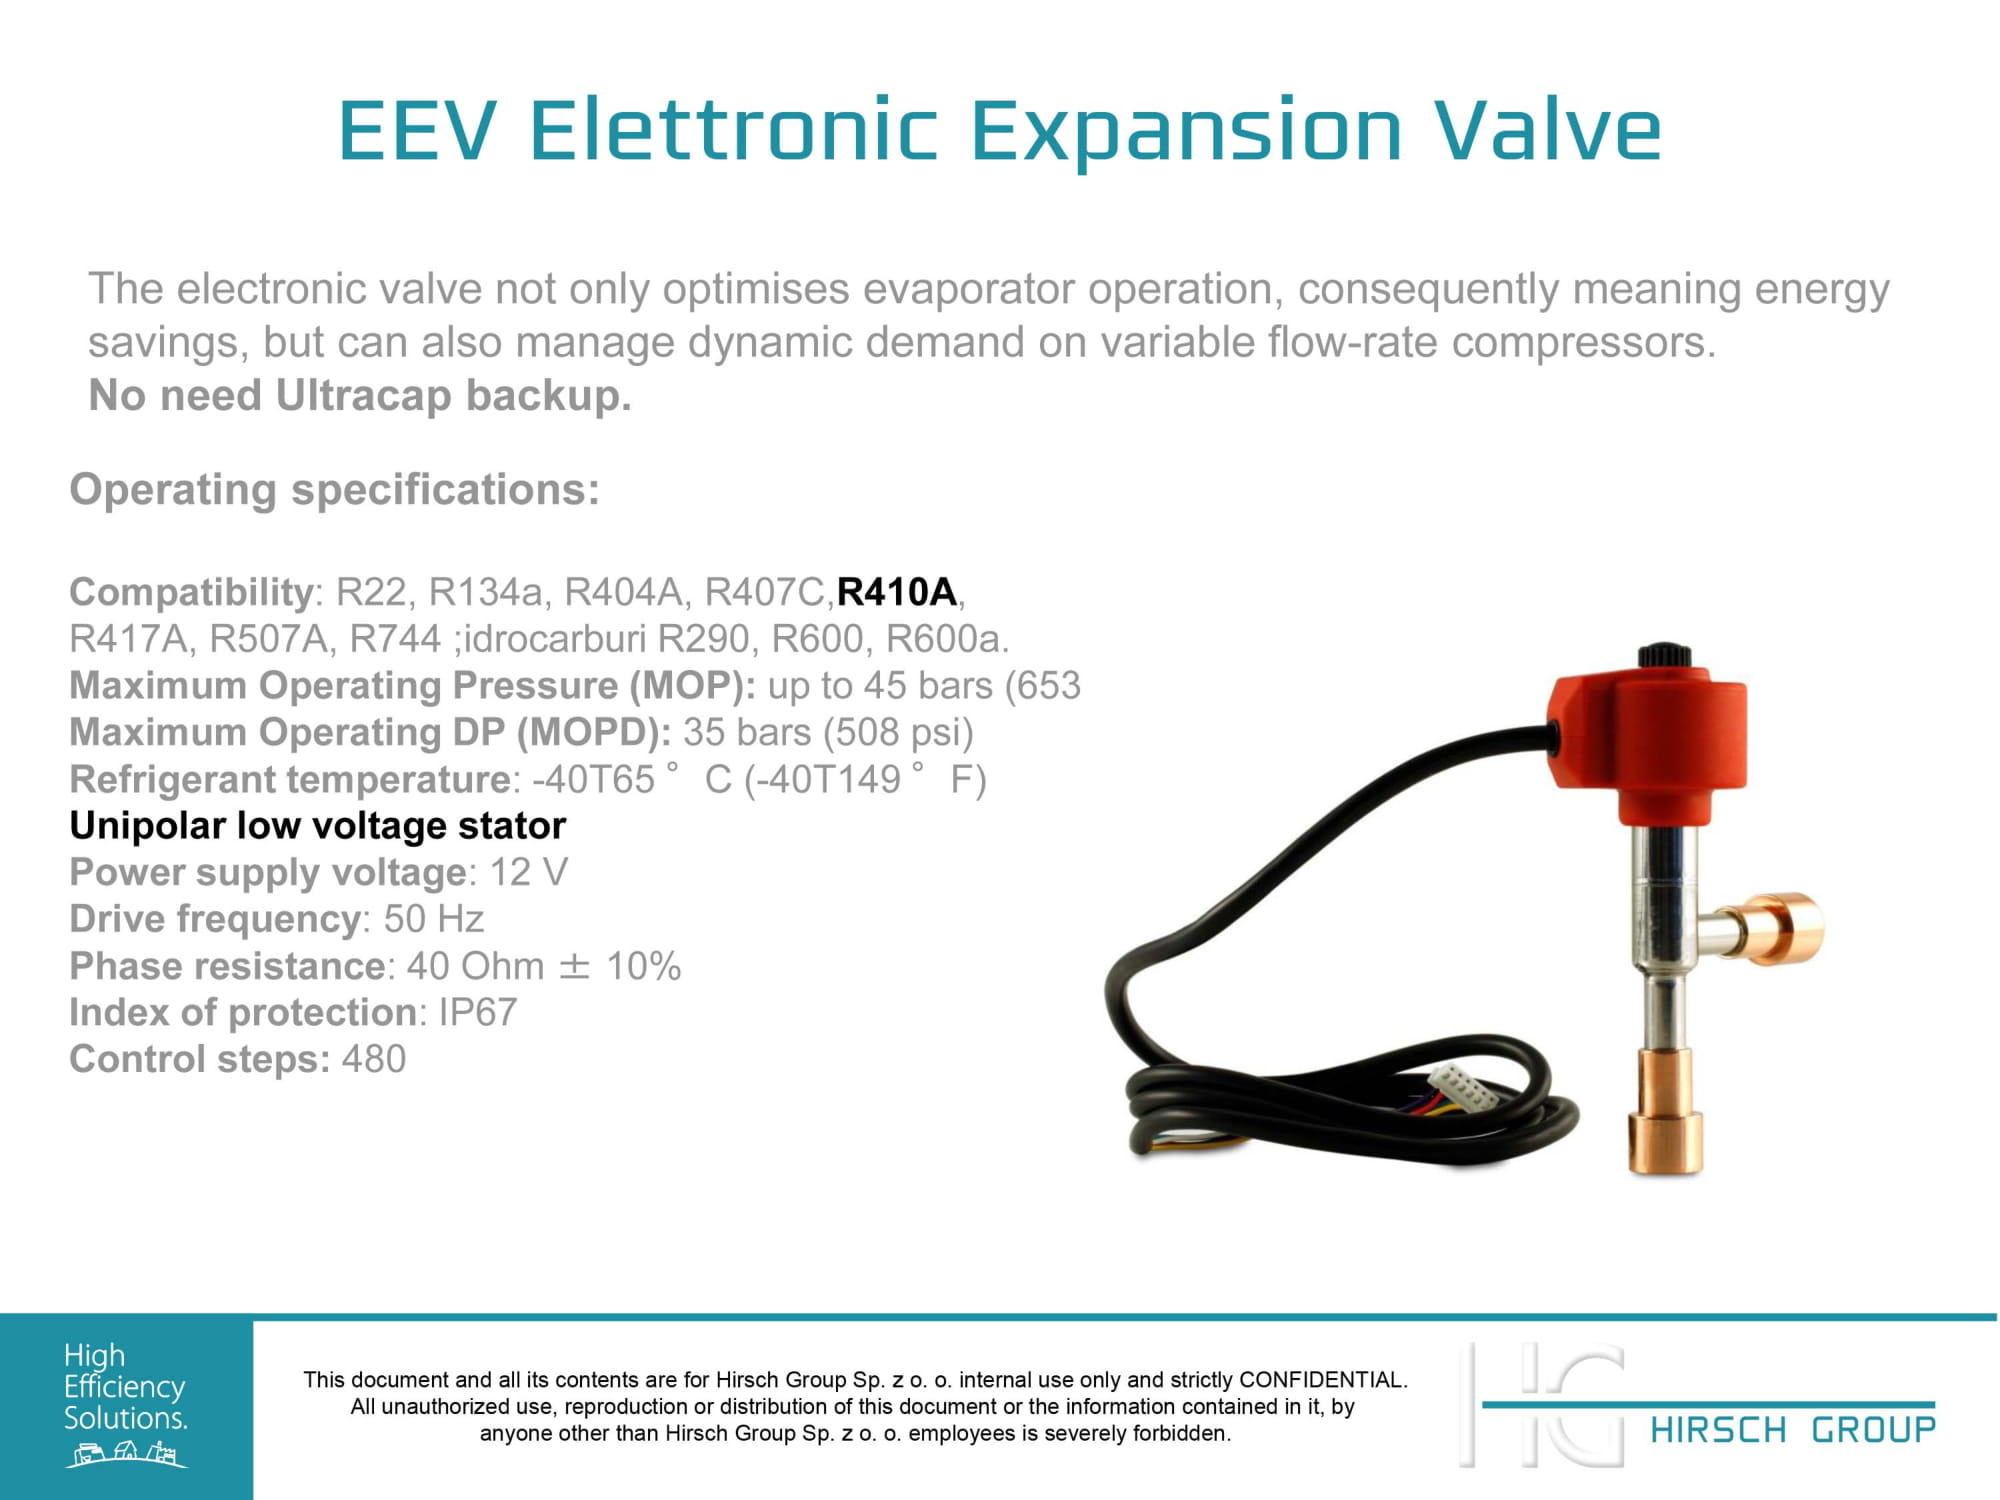 EEV Elettronic Expansion Valve
The electronic valve not only optimises evaporator operation, consequently meaning energy
savings, but can also manage dynamic demand on variable flow-rate compressors.
No need Ultracap backup.
Operating specifications:
Compatibility: R22, R134a, R404A, R407C,R410A,
R417A, R507A, R744 ;idrocarburi R290, R600, R600a.
Maximum Operating Pressure (MOP): up to 45 bars (653
Maximum Operating DP (MOPD): 35 bars (508 psi)
Refrigerant temperature: -40T65 ° C (-40T149 ° F)
Unipolar low voltage stator
Power supply voltage: 12 V
Drive frequency: 50 Hz
Phase resistance: 40 Ohm ± 10%
Index of protection: IP67
Control steps: 480
High
Efficiency
Solutions.
This document and all its contents are for Hirsch Group Sp. z o. o. internal use only and strictly CONFIDENTIAL.
All unauthorized use, reproduction or distribution of this document or the information contained in it, by
anyone other than Hirsch Group Sp. z o. o. employees is severely forbidden.
HG
HIRSCH GROUP